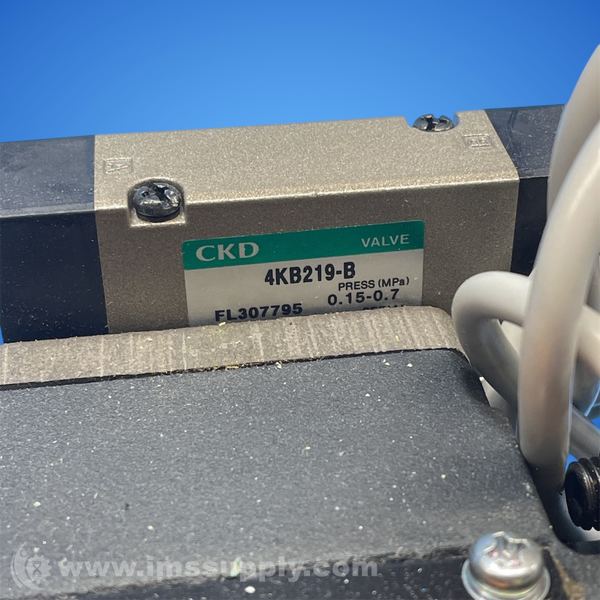 CKD VALVE
4KB219-B
PRESS (MPa)
FL307795 0.15-0.7
www.imssupply.com